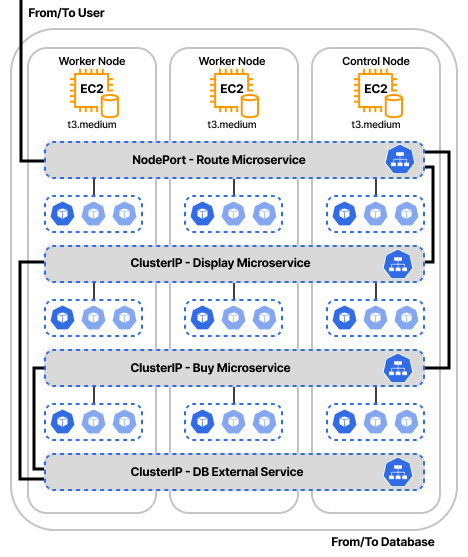 From/To User
Worker Node
Worker Node
Control Node
EC2
EC2
EC2
t3.medium
t3.medium
t3.medium
NodePort - Route Microservice
ClusterIP - Display Microservice
ClusterIP - Buy Microservice
ClusterIP - DB External Service
From/To Database